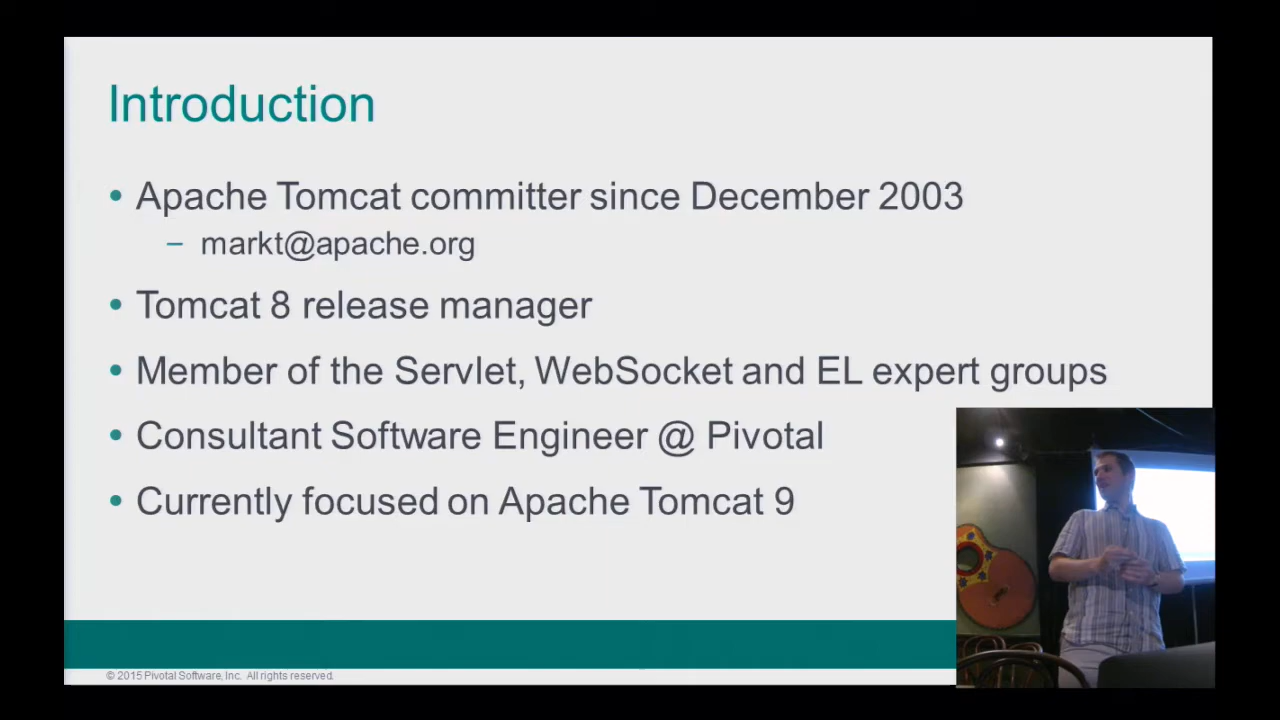 Introduction
• Apache Tomcat committer since December 2003
– markt@apache.org
• Tomcat 8 release manager
• Member of the Servlet, WebSocket and EL expert groups
• Consultant Software Engineer @ Pivotal
• Currently focused on Apache Tomcat 9
© 2015 Pivotal Software, Inc. All rights reserved.